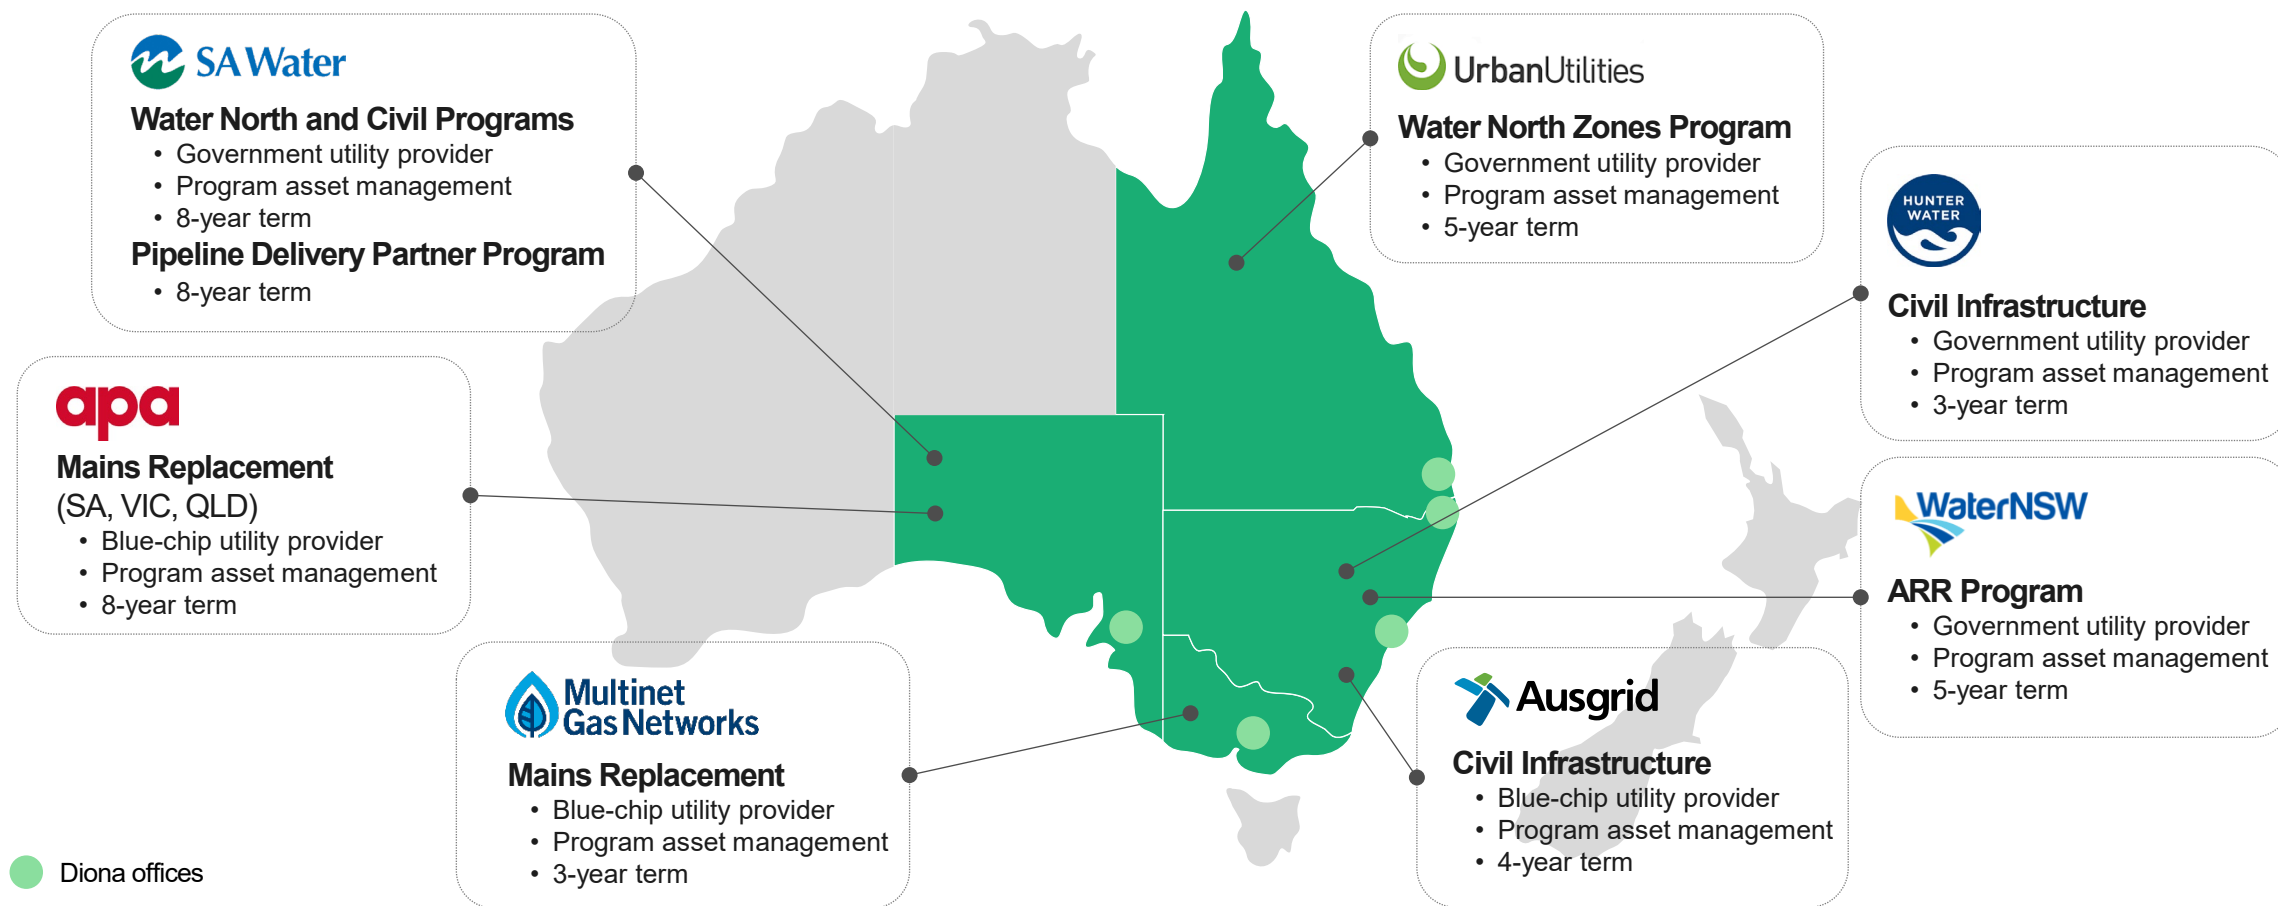 SA Water
Water North and Civil Programs
• Government utility provider
• Program asset management
• 8-year term
Pipeline Delivery Partner Program
• 8-year term
apa
Mains Replacement
(SA, VIC, QLD)
• Blue-chip utility provider
• Program asset management
• 8-year term
Multinet
Gas Networks
Mains Replacement
• Blue-chip utility provider
• Program asset management
• 3-year term
UrbanUtilities
Water North Zones Program
• Government utility provider
• Program asset management
• 5-year term
HUNTER
WATER
Civil Infrastructure
• Government utility provider
• Program asset management
• 3-year term
WaterNSW
ARR Program
• Government utility provider
• Program asset management
• 5-year term
Ausgrid
Civil Infrastructure
• Blue-chip utility provider
• Program asset management
• 4-year term
Diona offices